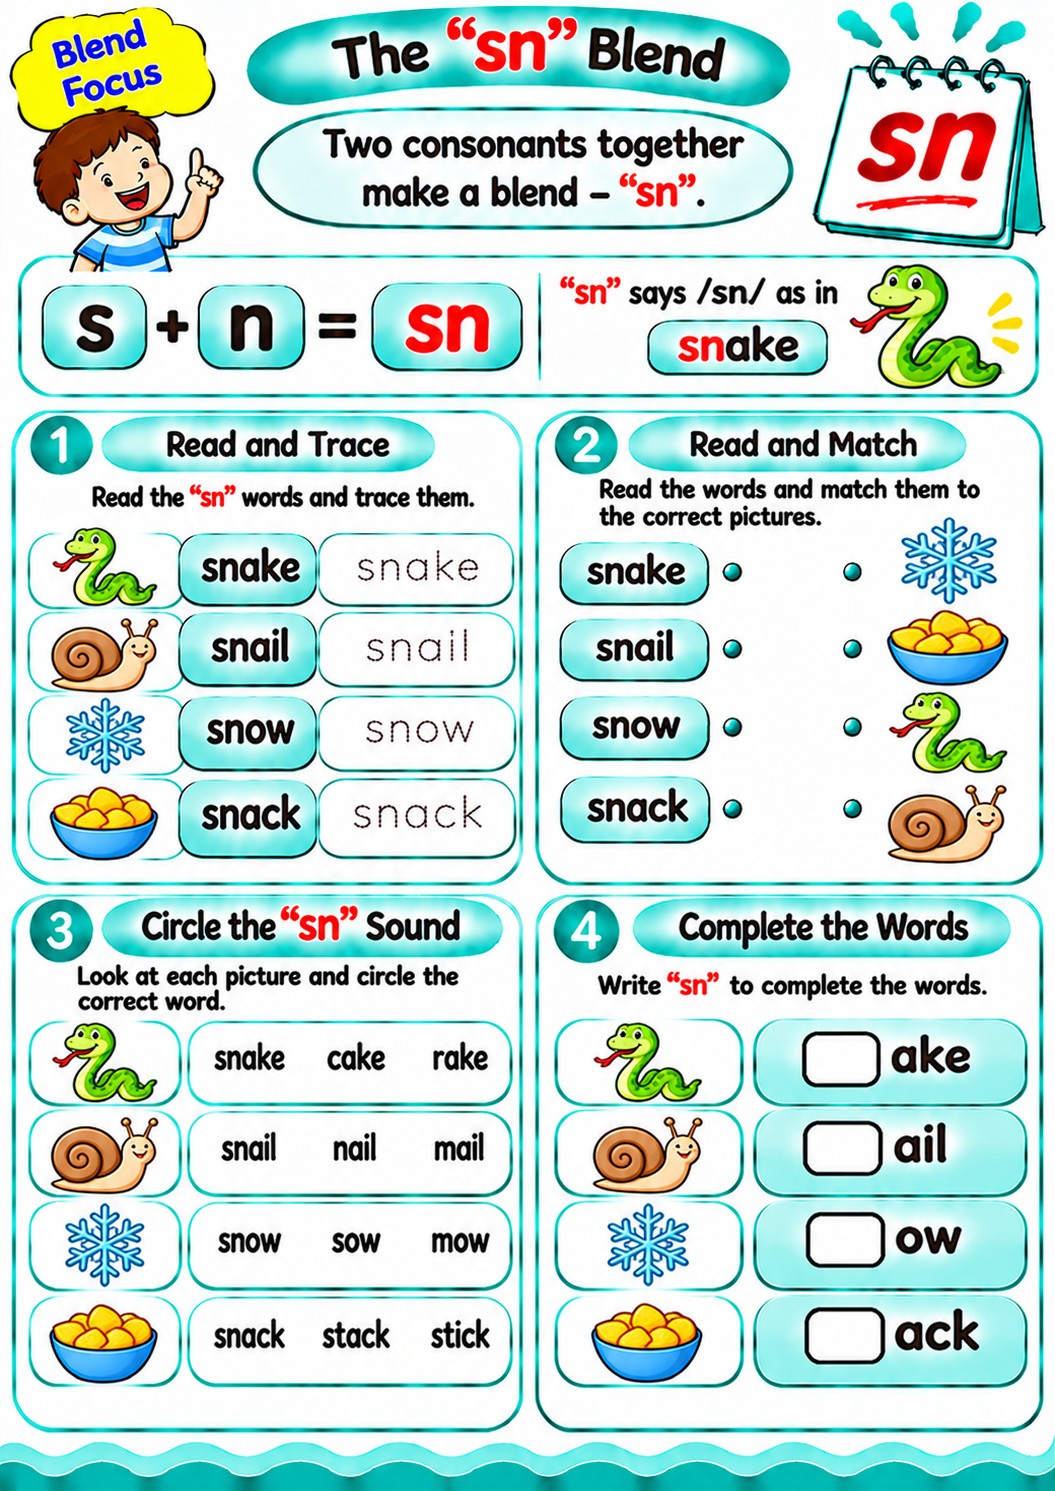 Blend
Focus
The “sn” Blend
Two consonants together
make a blend – “sn”.
sn
s + n = sn
“sn” says /sn/ as in
snake
1 Read and Trace
Read the “sn” words and trace them.
snake snake
snail snail
snow snow
snack snack
2 Read and Match
Read the words and match them to
the correct pictures.
snake
snail
snow
snack
3 Circle the “sn” Sound
Look at each picture and circle the
correct word.
snake cake rake
snail nail mail
snow sow mow
snack stack stick
4 Complete the Words
Write “sn” to complete the words.
ake
ail
ow
ack